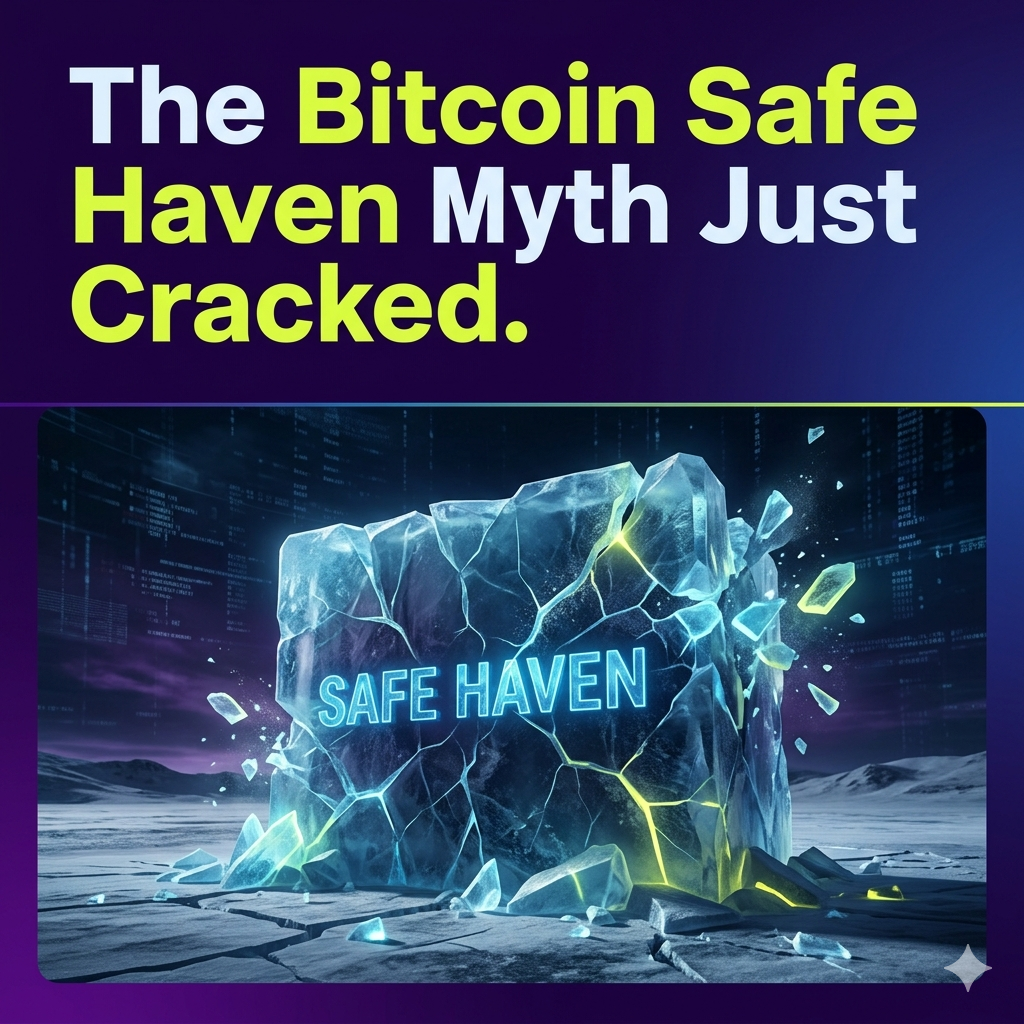 The Bitcoin Safe
Haven Myth Just
Cracked.
SAFE HAVEN